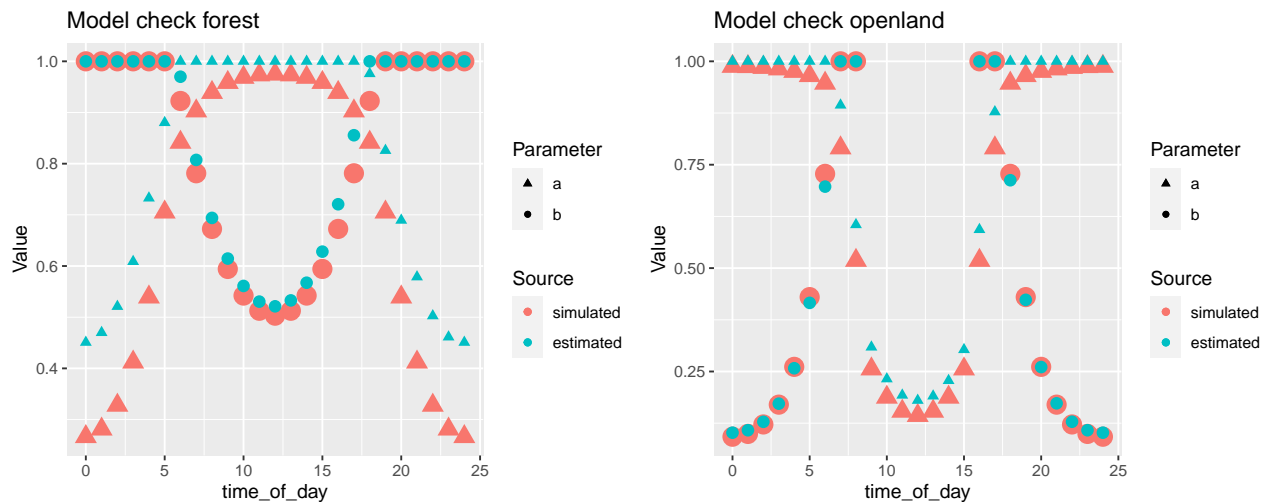 Model check forest
Value
1.0
0.8
0.6
0.4
0
5
10
15
20
25
time_of_day
Parameter
a
b
Source
simulated
estimated
Model check openland
Value
1.00
0.75
0.50
0.25
0
5
10
15
20
25
time_of_day
Parameter
a
b
Source
simulated
estimated